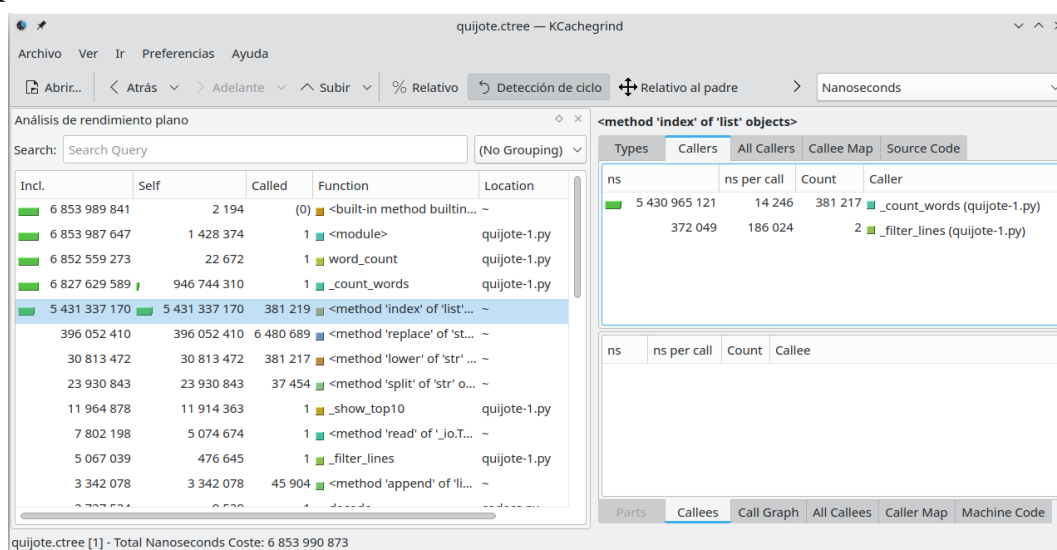 quijote.ctree — KCachegrind
Archivo Ver Ir Preferencias Ayuda
Abrir... Atrás Adelante Subir % Relativo Detección de ciclo Relativo al padre Nanoseconds
Análisis de rendimiento plano
Search: Search Query (No Grouping)
Incl. Self Called Function Location
6 853 989 841 2 194 (0) <built-in method builtin... ~
6 853 987 647 1 428 374 1 <module> quijote-1.py
6 852 559 273 22 672 1 word_count quijote-1.py
6 827 629 589 946 744 310 1 _count_words quijote-1.py
5 431 337 170 5 431 337 170 381 219 <method 'index' of 'list'... ~
396 052 410 396 052 410 6 480 689 <method 'replace' of 'st... ~
30 813 472 30 813 472 381 217 <method 'lower' of 'str' ... ~
23 930 843 23 930 843 37 454 <method 'split' of 'str' o... ~
11 964 878 11 914 363 1 _show_top10 quijote-1.py
7 802 198 5 074 674 1 <method 'read' of '_io.T... ~
5 067 039 476 645 1 _filter_lines quijote-1.py
3 342 078 3 342 078 45 904 <method 'append' of 'li... ~
<method 'index' of 'list' objects>
Types Callers All Callers Callee Map Source Code
ns ns per call Count Caller
5 430 965 121 14 246 381 217 _count_words (quijote-1.py)
372 049 186 024 2 _filter_lines (quijote-1.py)
ns ns per call Count Callee
Parts Callees Call Graph All Callees Caller Map Machine Code
quijote.ctree [1] - Total Nanoseconds Coste: 6 853 990 873